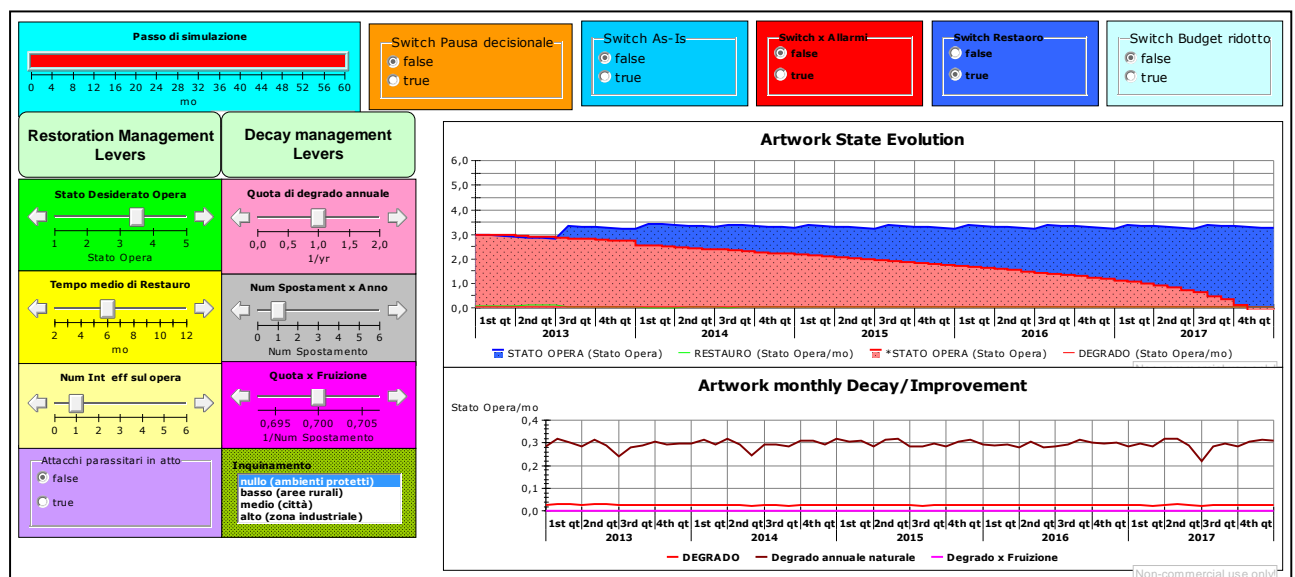 Passo di simulazione
0 4 8 12 16 20 24 28 32 36 40 44 48 52 56 60
mo
Switch Pausa decisionale
false
true
Switch As-Is
false
true
Switch x Allarmi
false
true
Switch Restaoro
false
true
Switch Budget ridotto
false
true
Restoration Management
Levers
Decay management
Levers
Stato Desiderato Opera
1 2 3 4 5
Stato Opera
Quota di degrado annuale
0,0 0,5 1,0 1,5 2,0
1/yr
Tempo medio di Restauro
2 4 6 8 10 12
mo
Num Spostament x Anno
0 1 2 3 4 5 6
Num Spostamento
Num Int eff sul opera
0 1 2 3 4 5 6
Quota x Fruizione
0,695 0,700 0,705
1/Num Spostamento
Attacchi parassitari in atto
false
true
Inquinamento
nullo (ambienti protetti)
basso (aree rurali)
medio (città)
alto (zona industriale)
Artwork State Evolution
6,0
5,0
4,0
3,0
2,0
1,0
0,0
1st qt 2nd qt 3rd qt 4th qt 1st qt 2nd qt 3rd qt 4th qt 1st qt 2nd qt 3rd qt 4th qt 1st qt 2nd qt 3rd qt 4th qt 1st qt 2nd qt 3rd qt 4th qt
2013 2014 2015 2016 2017
STATO OPERA (Stato Opera) RESTAURO (Stato Opera/mo) *STATO OPERA (Stato Opera) DEGRADO (Stato Opera/mo)
Non-commercial use only!
Artwork monthly Decay/Improvement
Stato Opera/mo
0,4
0,3
0,2
0,1
0,0
1st qt 2nd qt 3rd qt 4th qt 1st qt 2nd qt 3rd qt 4th qt 1st qt 2nd qt 3rd qt 4th qt 1st qt 2nd qt 3rd qt 4th qt 1st qt 2nd qt 3rd qt 4th qt
2013 2014 2015 2016 2017
DEGRADO Degrado annuale naturale Degrado x Fruizione
Non-commercial use only!